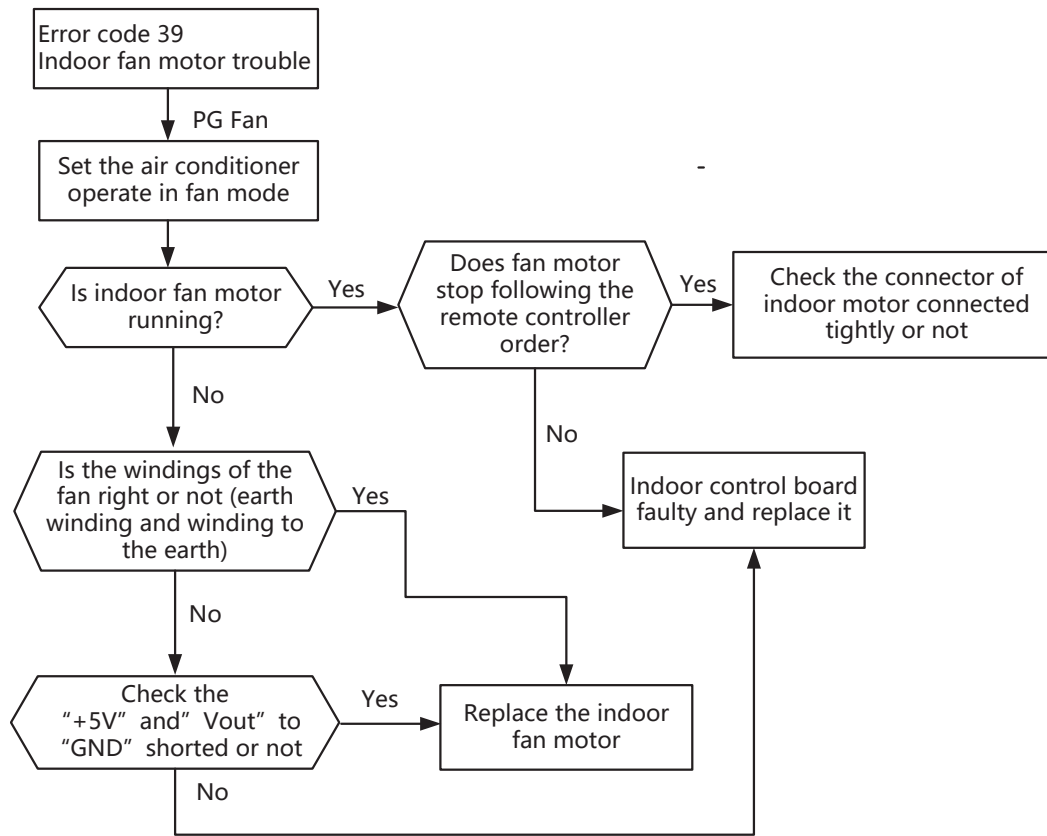 Error code 39
Indoor fan motor trouble
PG Fan
Set the air conditioner
operate in fan mode
-
Is indoor fan motor
running?
Yes
Does fan motor
stop following the
remote controller
order?
Yes
Check the connector of
indoor motor connected
tightly or not
No
No
Is the windings of the
fan right or not (earth
winding and winding to
the earth)
Yes
Indoor control board
faulty and replace it
No
Check the
“+5V” and” Vout” to
“GND” shorted or not
Yes
Replace the indoor
fan motor
No